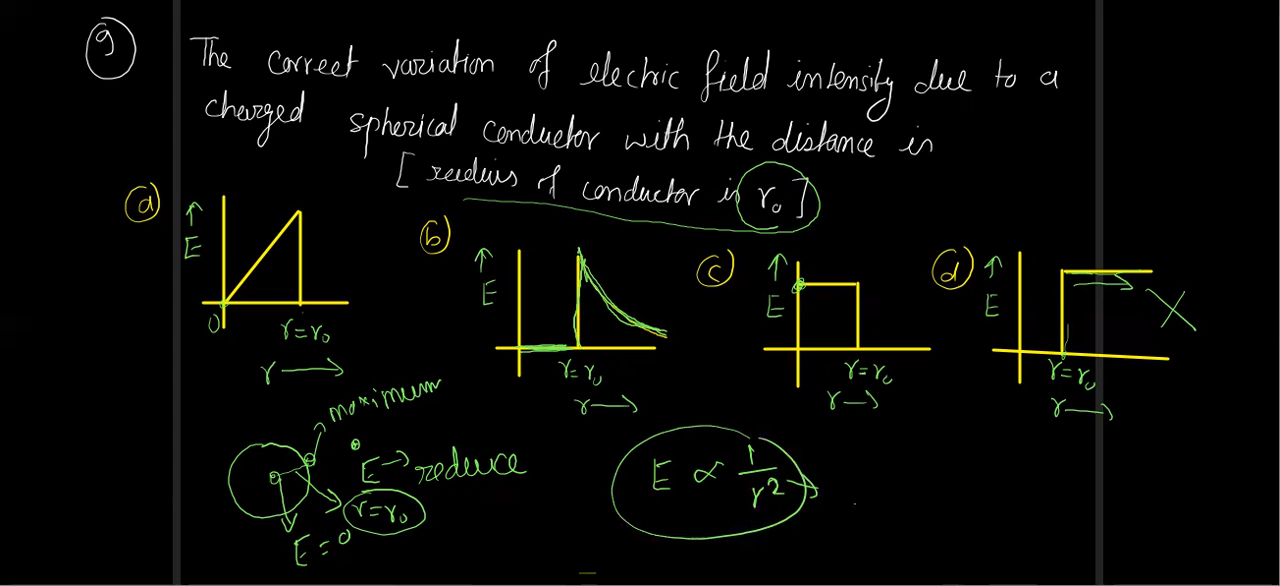 9
The correct variation of electric field intensity due to a
charged spherical conductor with the distance is
[radius of conductor is r₀]
a
↑
E
0
r=r₀
r →
b
↑
E
r=r₀
r →
c
↑
E
r=r₀
r →
d
↑
E
r=r₀
r →
maximum
E → reduce
r=r₀
E=0
E ∝ 1/r²